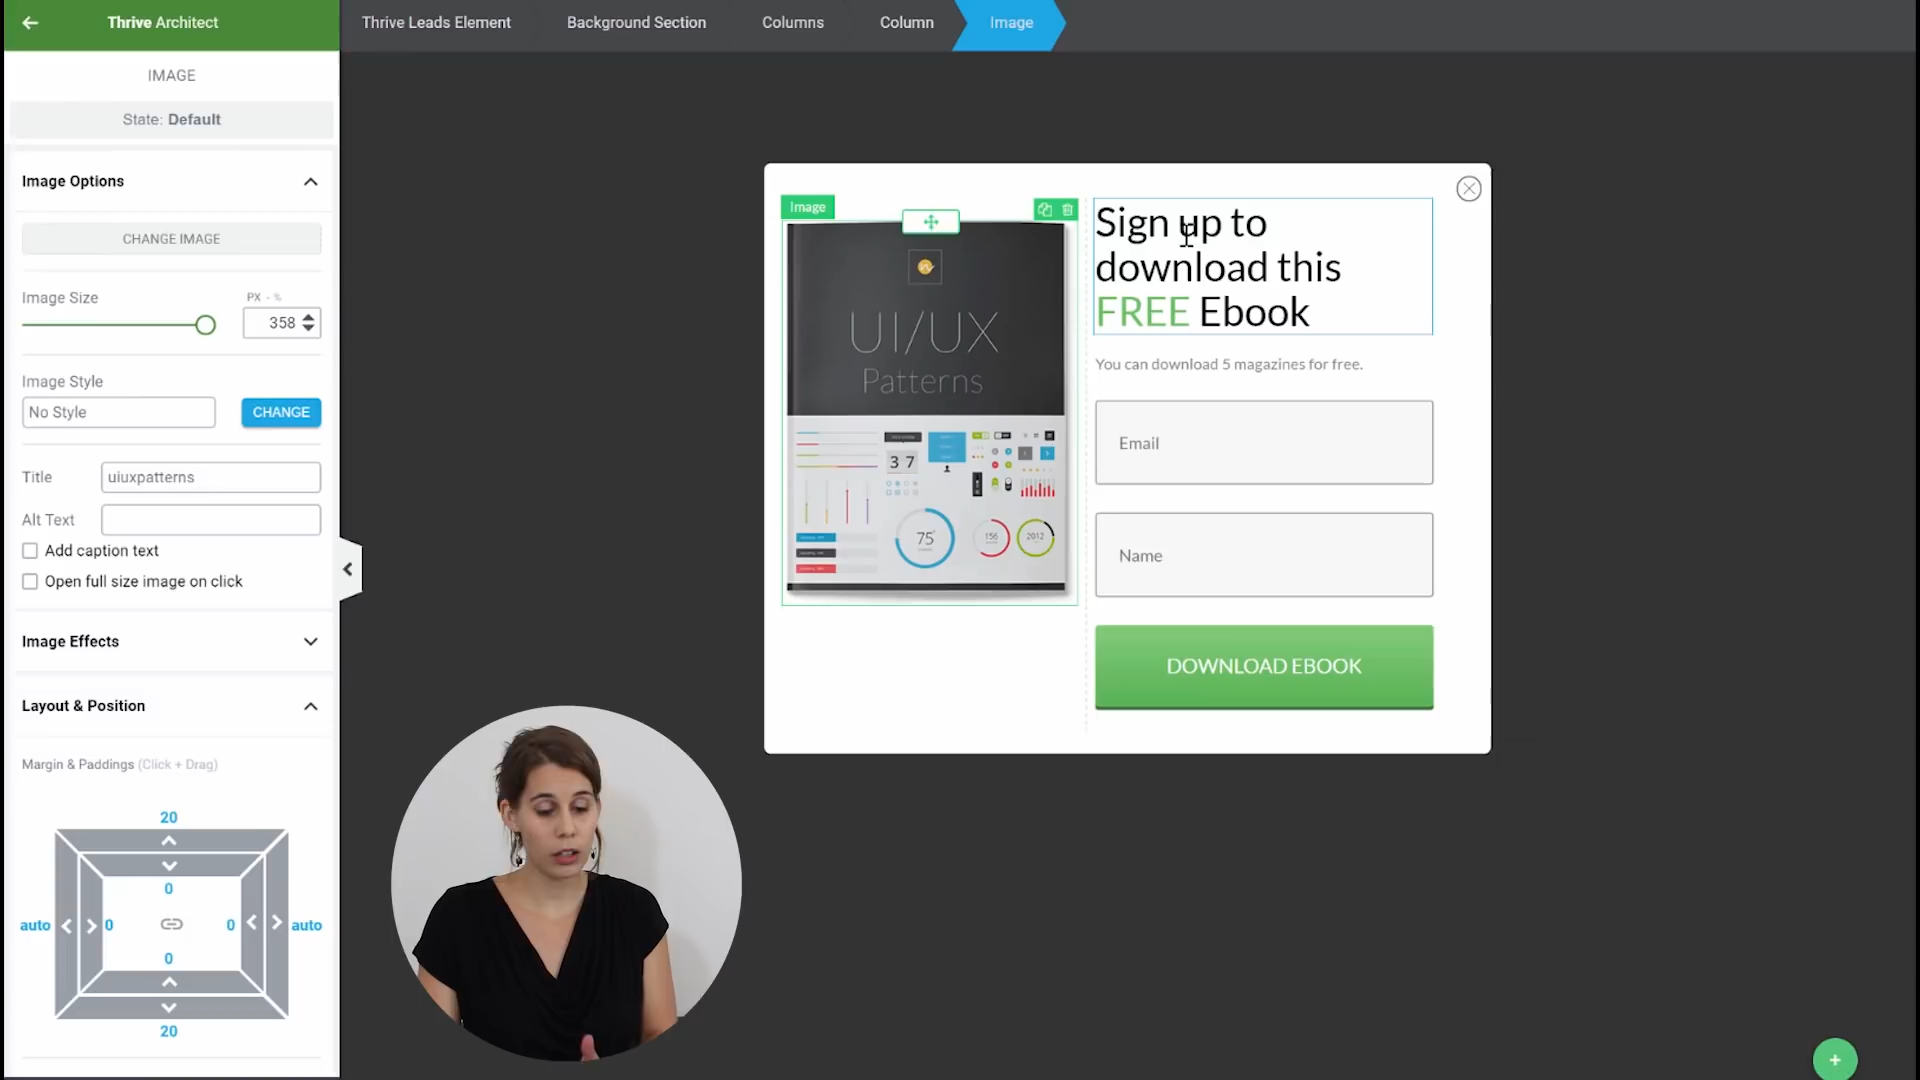 Thrive Architect
Thrive Leads Element
Background Section
Columns
Column
Image
IMAGE
State: Default
Image Options
CHANGE IMAGE
Image Size
PX - %
358
Image Style
No Style
CHANGE
Title
uiuxpatterns
Alt Text
Add caption text
Open full size image on click
Image Effects
Layout & Position
Margin & Paddings (Click + Drag)
20
0
auto
0
0
auto
0
20
Image
UI/UX
Patterns
37
75
156
2012
Sign up to
download this
FREE Ebook
You can download 5 magazines for free.
Email
Name
DOWNLOAD EBOOK